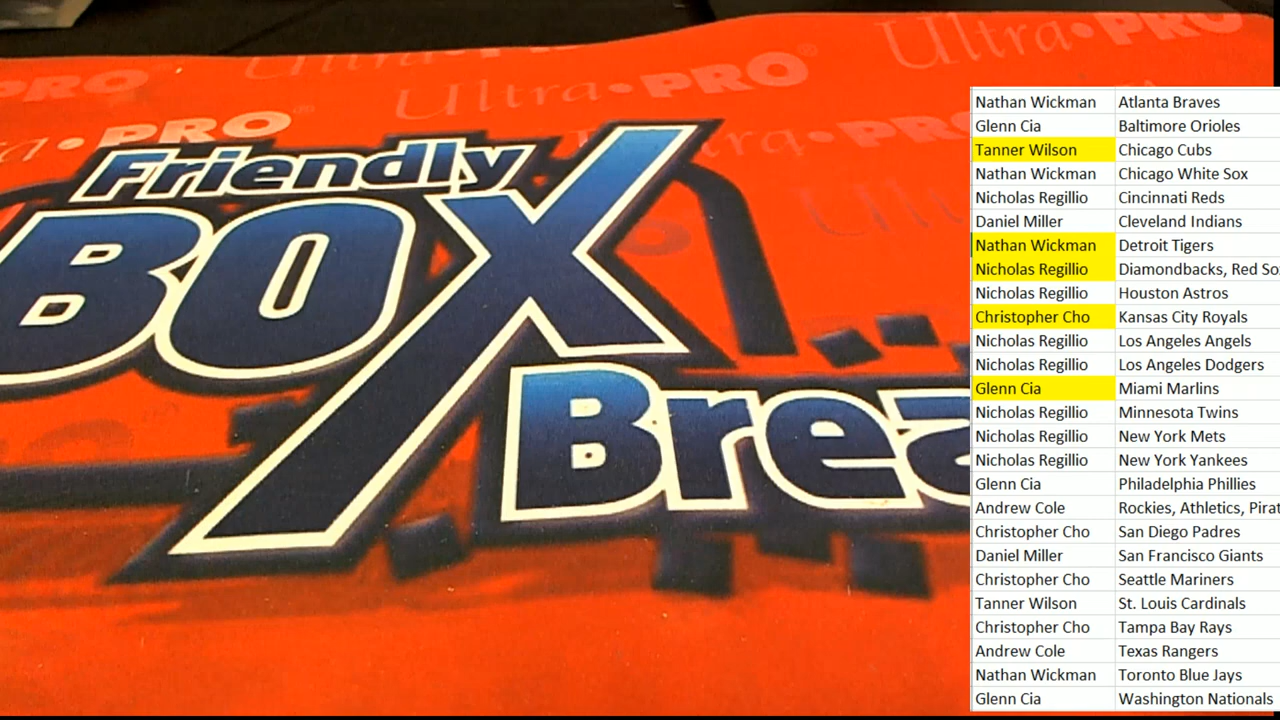 Ultra PRO
Ultra PRO
PRO
Ultra PRO®
PRO®
Friendly
BOX
Brea
Nathan Wickman Atlanta Braves
Glenn Cia Baltimore Orioles
Tanner Wilson Chicago Cubs
Nathan Wickman Chicago White Sox
Nicholas Regillio Cincinnati Reds
Daniel Miller Cleveland Indians
Nathan Wickman Detroit Tigers
Nicholas Regillio Diamondbacks, Red Sox
Nicholas Regillio Houston Astros
Christopher Cho Kansas City Royals
Nicholas Regillio Los Angeles Angels
Nicholas Regillio Los Angeles Dodgers
Glenn Cia Miami Marlins
Nicholas Regillio Minnesota Twins
Nicholas Regillio New York Mets
Nicholas Regillio New York Yankees
Glenn Cia Philadelphia Phillies
Andrew Cole Rockies, Athletics, Pirat
Christopher Cho San Diego Padres
Daniel Miller San Francisco Giants
Christopher Cho Seattle Mariners
Tanner Wilson St. Louis Cardinals
Christopher Cho Tampa Bay Rays
Andrew Cole Texas Rangers
Nathan Wickman Toronto Blue Jays
Glenn Cia Washington Nationals